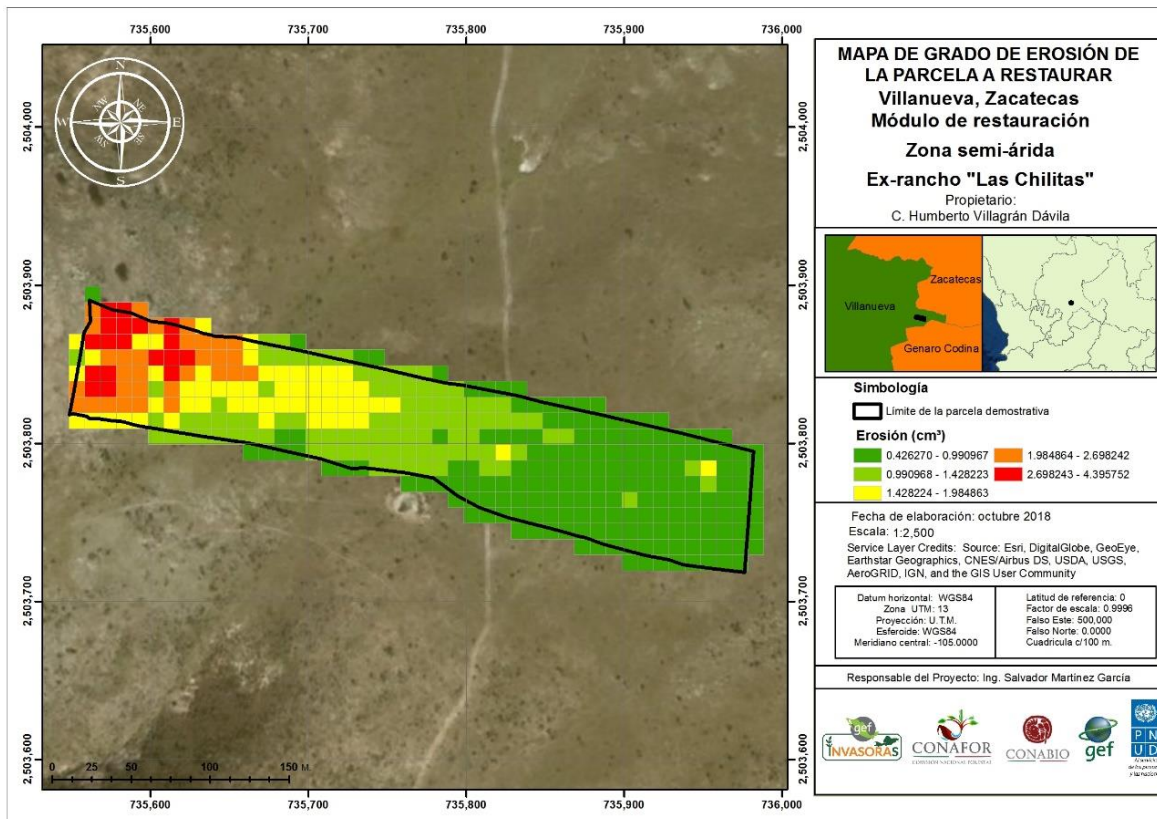 735,600 735,700 735,800 735,900 736,000
2,504,000
2,503,900
2,503,800
2,503,700
2,503,600
N
NW NE
W E
SW SE
S
0 25 50 100 150 M.
2,504,000
2,503,900
2,503,800
2,503,700
2,503,600
735,600 735,700 735,800 735,900 736,000
MAPA DE GRADO DE EROSIÓN DE
LA PARCELA A RESTAURAR
Villanueva, Zacatecas
Módulo de restauración
Zona semi-árida
Ex-rancho "Las Chilitas"
Propietario:
C. Humberto Villagrán Dávila
Zacatecas
Villanueva
Genaro Codina
Simbología
Límite de la parcela demostrativa
Erosión (cm³)
0.426270 - 0.990967 1.984864 - 2.698242
0.990968 - 1.428223 2.698243 - 4.395752
1.428224 - 1.984863
Fecha de elaboración: octubre 2018
Escala: 1:2,500
Service Layer Credits: Source: Esri, DigitalGlobe, GeoEye,
Earthstar Geographics, CNES/Airbus DS, USDA, USGS,
AeroGRID, IGN, and the GIS User Community
Datum horizontal: WGS84
Zona UTM: 13
Proyección: U.T.M.
Esferoide: WGS84
Meridiano central: -105.0000
Latitud de referencia: 0
Factor de escala: 0.9996
Falso Este: 500,000
Falso Norte: 0.0000
Cuadricula c/100 m.
Responsable del Proyecto: Ing. Salvador Martínez García
gef
INVASORAS
CONAFOR
COMISIÓN NACIONAL FORESTAL
CONABIO
gef
P N
U D